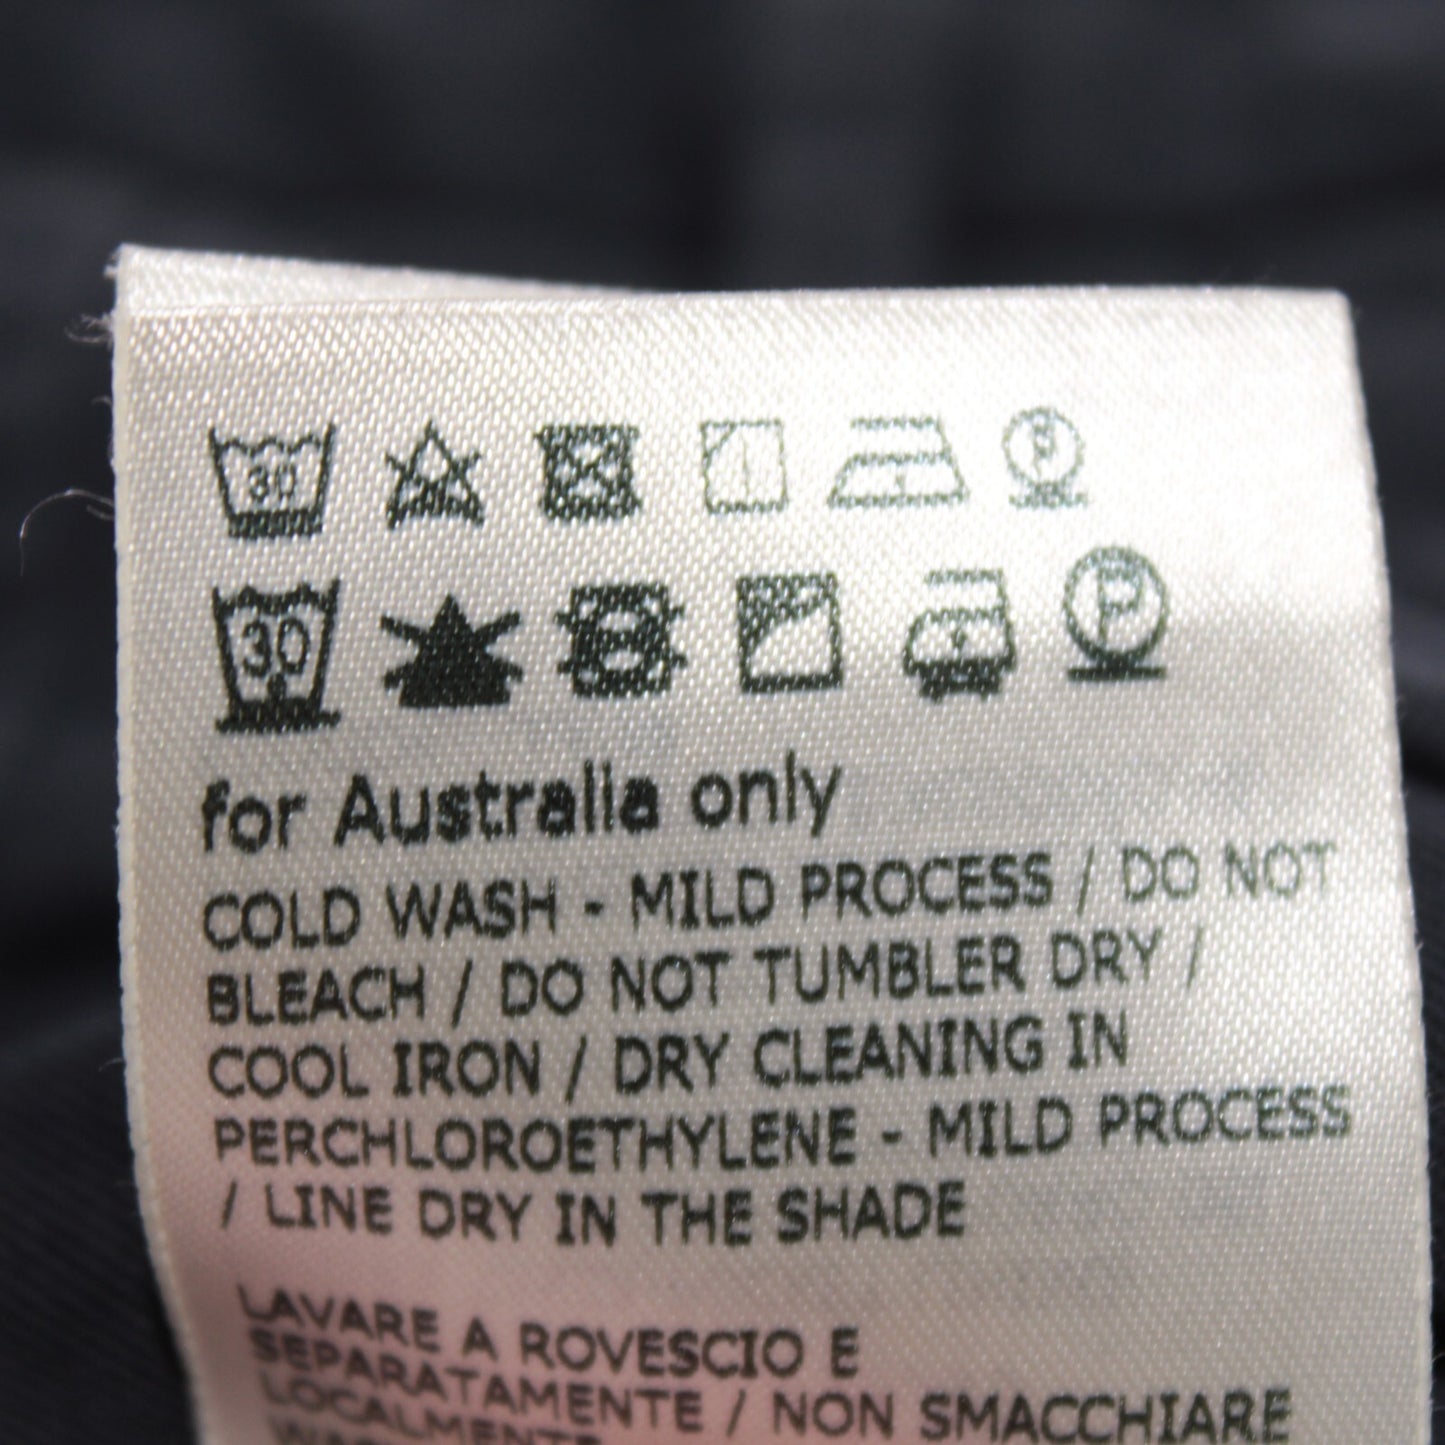 30 P
30 P
for Australia only
COLD WASH - MILD PROCESS / DO NOT
BLEACH / DO NOT TUMBLER DRY /
COOL IRON / DRY CLEANING IN
PERCHLOROETHYLENE - MILD PROCESS
/ LINE DRY IN THE SHADE
LAVARE A ROVESCIO E
SEPARATAMENTE / NON SMACCHIARE
LOCALMENTE